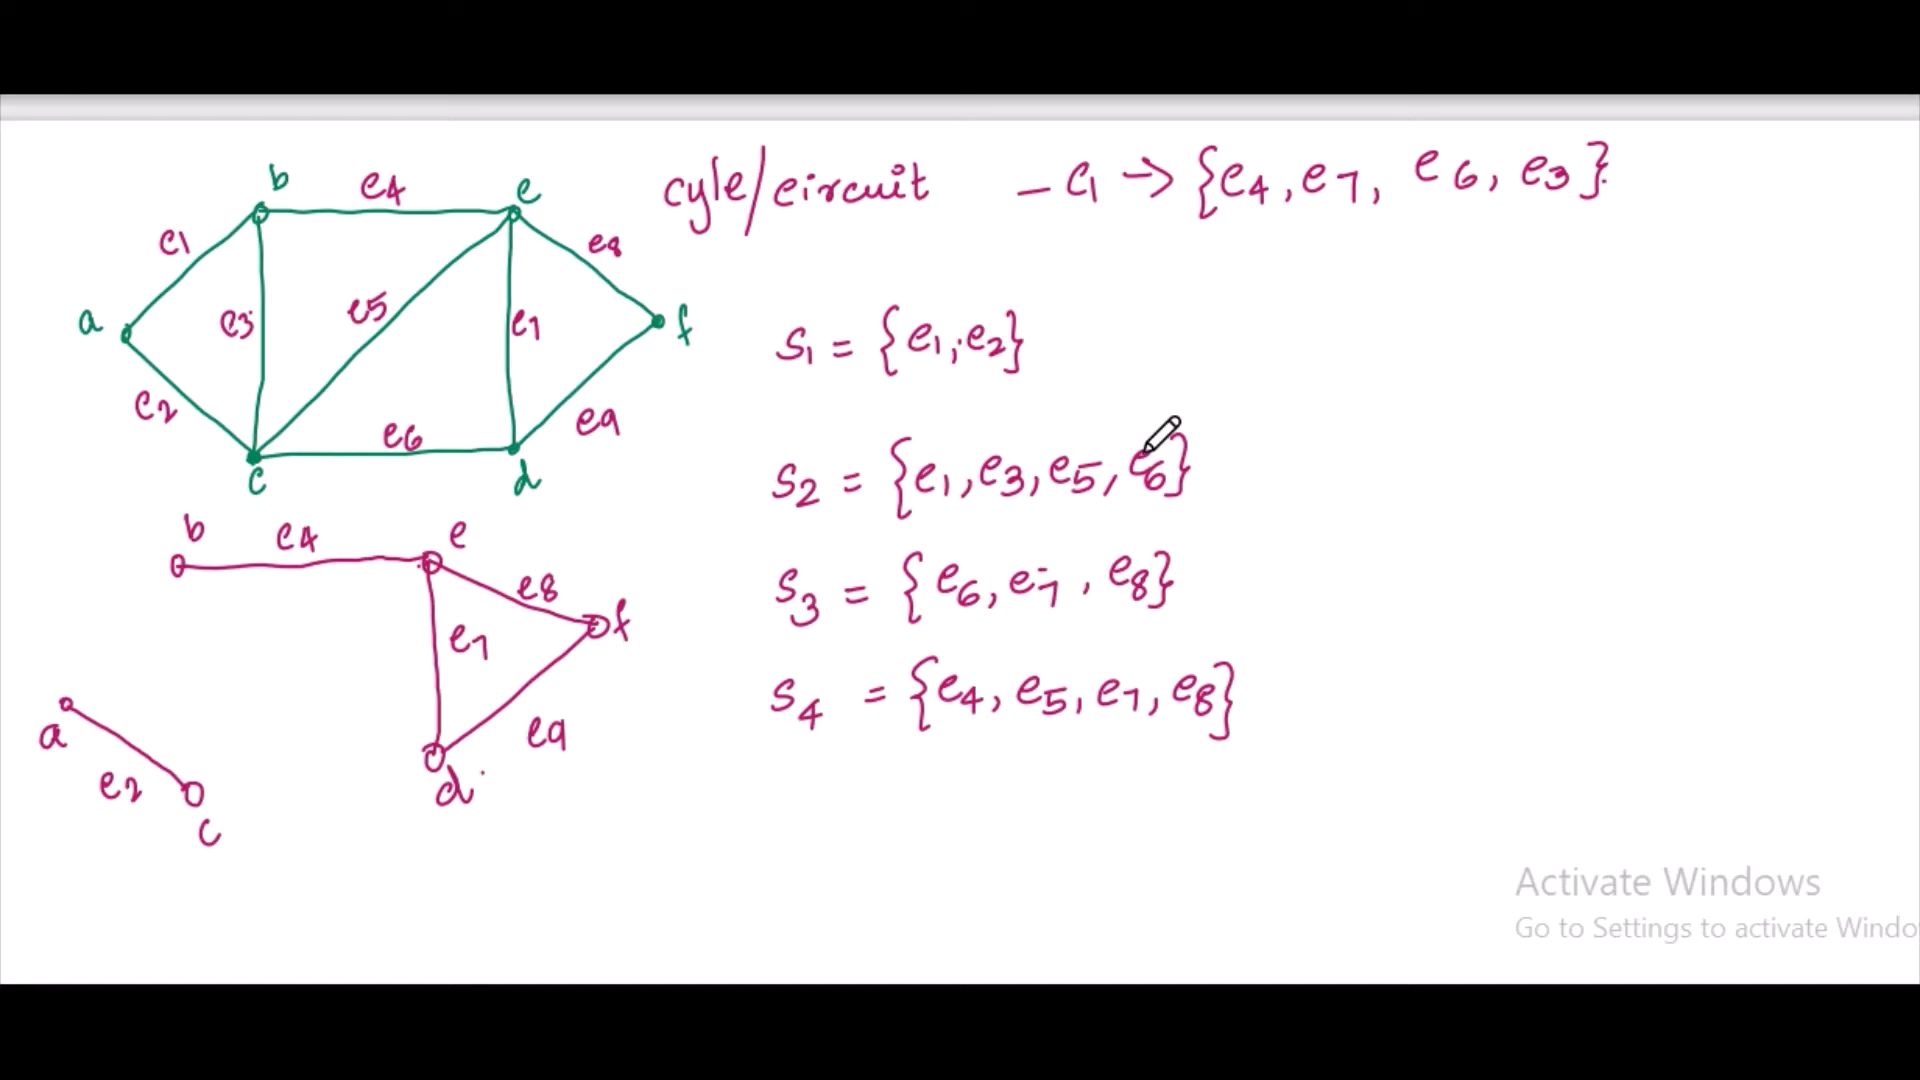 cyle/circuit - C1 → {e4, e7, e6, e3}
b e4 e
e1 e8
a e3 e5 e7 f
e2 e6 e9
c d
S1 = {e1, e2}
S2 = {e1, e3, e5, e6}
S3 = {e6, e7, e8}
S4 = {e4, e5, e7, e8}
b e4 e
e8 f
e7
a e9
e2 d
c
Activate Windows
Go to Settings to activate Windo